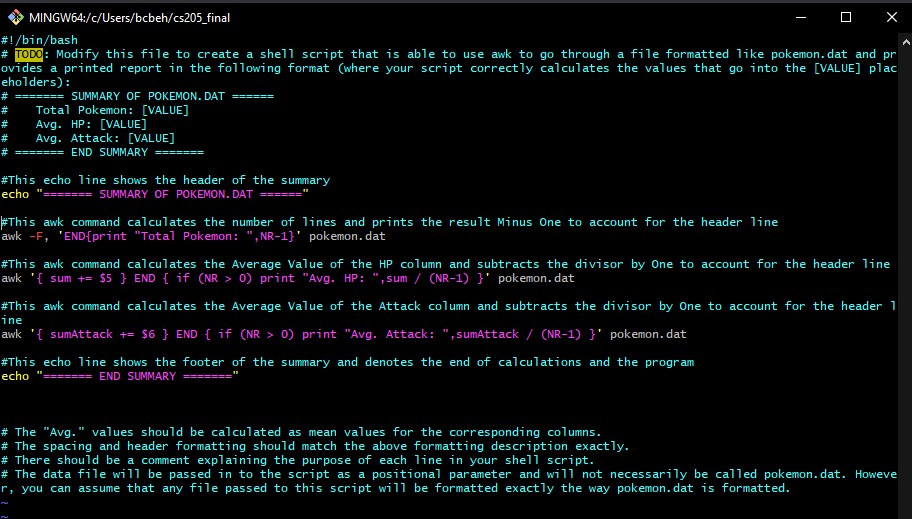 MINGW64:/c/Users/bcbeh/cs205_final
#!/bin/bash
# TODO: Modify this file to create a shell script that is able to use awk to go through a file formatted like pokemon.dat and pr
ovides a printed report in the following format (where your script correctly calculates the values that go into the [VALUE] plac
eholders):
# ======= SUMMARY OF POKEMON.DAT ======
#    Total Pokemon: [VALUE]
#    Avg. HP: [VALUE]
#    Avg. Attack: [VALUE]
# ======= END SUMMARY =======
#This echo line shows the header of the summary
echo "======= SUMMARY OF POKEMON.DAT ======"
#This awk command calculates the number of lines and prints the result Minus One to account for the header line
awk -F, 'END{print "Total Pokemon: ",NR-1}' pokemon.dat
#This awk command calculates the Average Value of the HP column and subtracts the divisor by One to account for the header line
awk '{ sum += $5 } END { if (NR > 0) print "Avg. HP: ",sum / (NR-1) }' pokemon.dat
#This awk command calculates the Average Value of the Attack column and subtracts the divisor by One to account for the header l
ine
awk '{ sumAttack += $6 } END { if (NR > 0) print "Avg. Attack: ",sumAttack / (NR-1) }' pokemon.dat
#This echo line shows the footer of the summary and denotes the end of calculations and the program
echo "======= END SUMMARY ======="
# The "Avg." values should be calculated as mean values for the corresponding columns.
# The spacing and header formatting should match the above formatting description exactly.
# There should be a comment explaining the purpose of each line in your shell script.
# The data file will be passed in to the script as a positional parameter and will not necessarily be called pokemon.dat. Howeve
r, you can assume that any file passed to this script will be formatted exactly the way pokemon.dat is formatted.
~
~